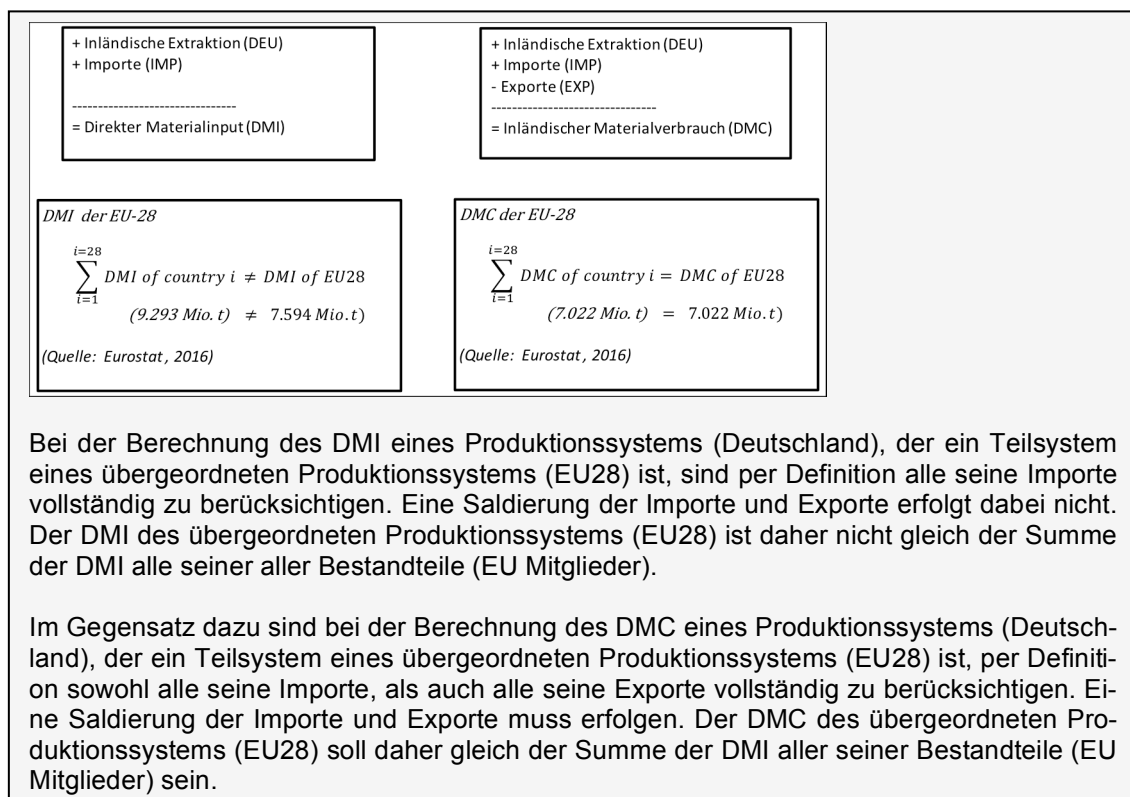 + Inländische Extraktion (DEU)
+ Importe (IMP)
---------------------------------
= Direkter Materialinput (DMI)
+ Inländische Extraktion (DEU)
+ Importe (IMP)
- Exporte (EXP)
---------------------------------
= Inländischer Materialverbrauch (DMC)
DMI der EU-28
i=28
∑ DMI of country i ≠ DMI of EU28
i=1
(9.293 Mio. t) ≠ 7.594 Mio. t)
(Quelle: Eurostat, 2016)
DMC der EU-28
i=28
∑ DMC of country i = DMC of EU28
i=1
(7.022 Mio. t) = 7.022 Mio. t)
(Quelle: Eurostat, 2016)
Bei der Berechnung des DMI eines Produktionssystems (Deutschland), der ein Teilsystem
eines übergeordneten Produktionssystems (EU28) ist, sind per Definition alle seine Importe
vollständig zu berücksichtigen. Eine Saldierung der Importe und Exporte erfolgt dabei nicht.
Der DMI des übergeordneten Produktionssystems (EU28) ist daher nicht gleich der Summe
der DMI alle seiner aller Bestandteile (EU Mitglieder).
Im Gegensatz dazu sind bei der Berechnung des DMC eines Produktionssystems (Deutsch-
land), der ein Teilsystem eines übergeordneten Produktionssystems (EU28) ist, per Definiti-
on sowohl alle seine Importe, als auch alle seine Exporte vollständig zu berücksichtigen. Ei-
ne Saldierung der Importe und Exporte muss erfolgen. Der DMC des übergeordneten Pro-
duktionssystems (EU28) soll daher gleich der Summe der DMI aller seiner Bestandteile (EU
Mitglieder) sein.